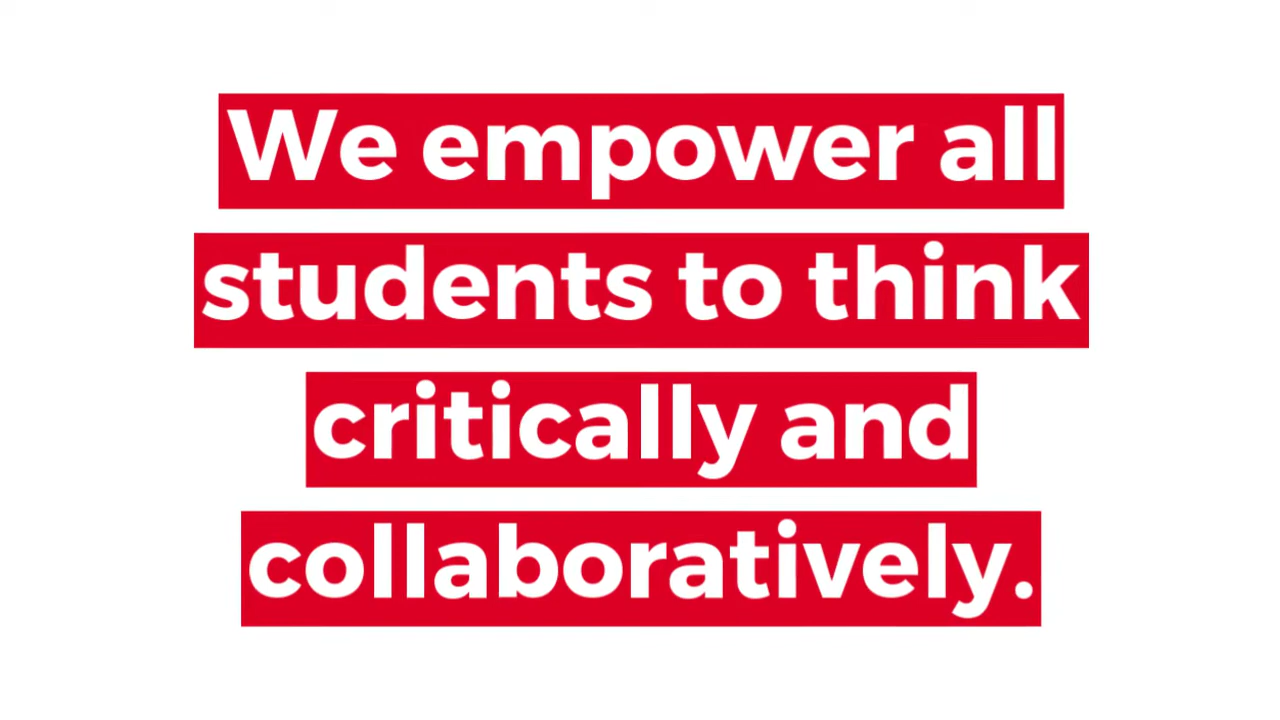 We empower all
students to think
critically and
collaboratively.